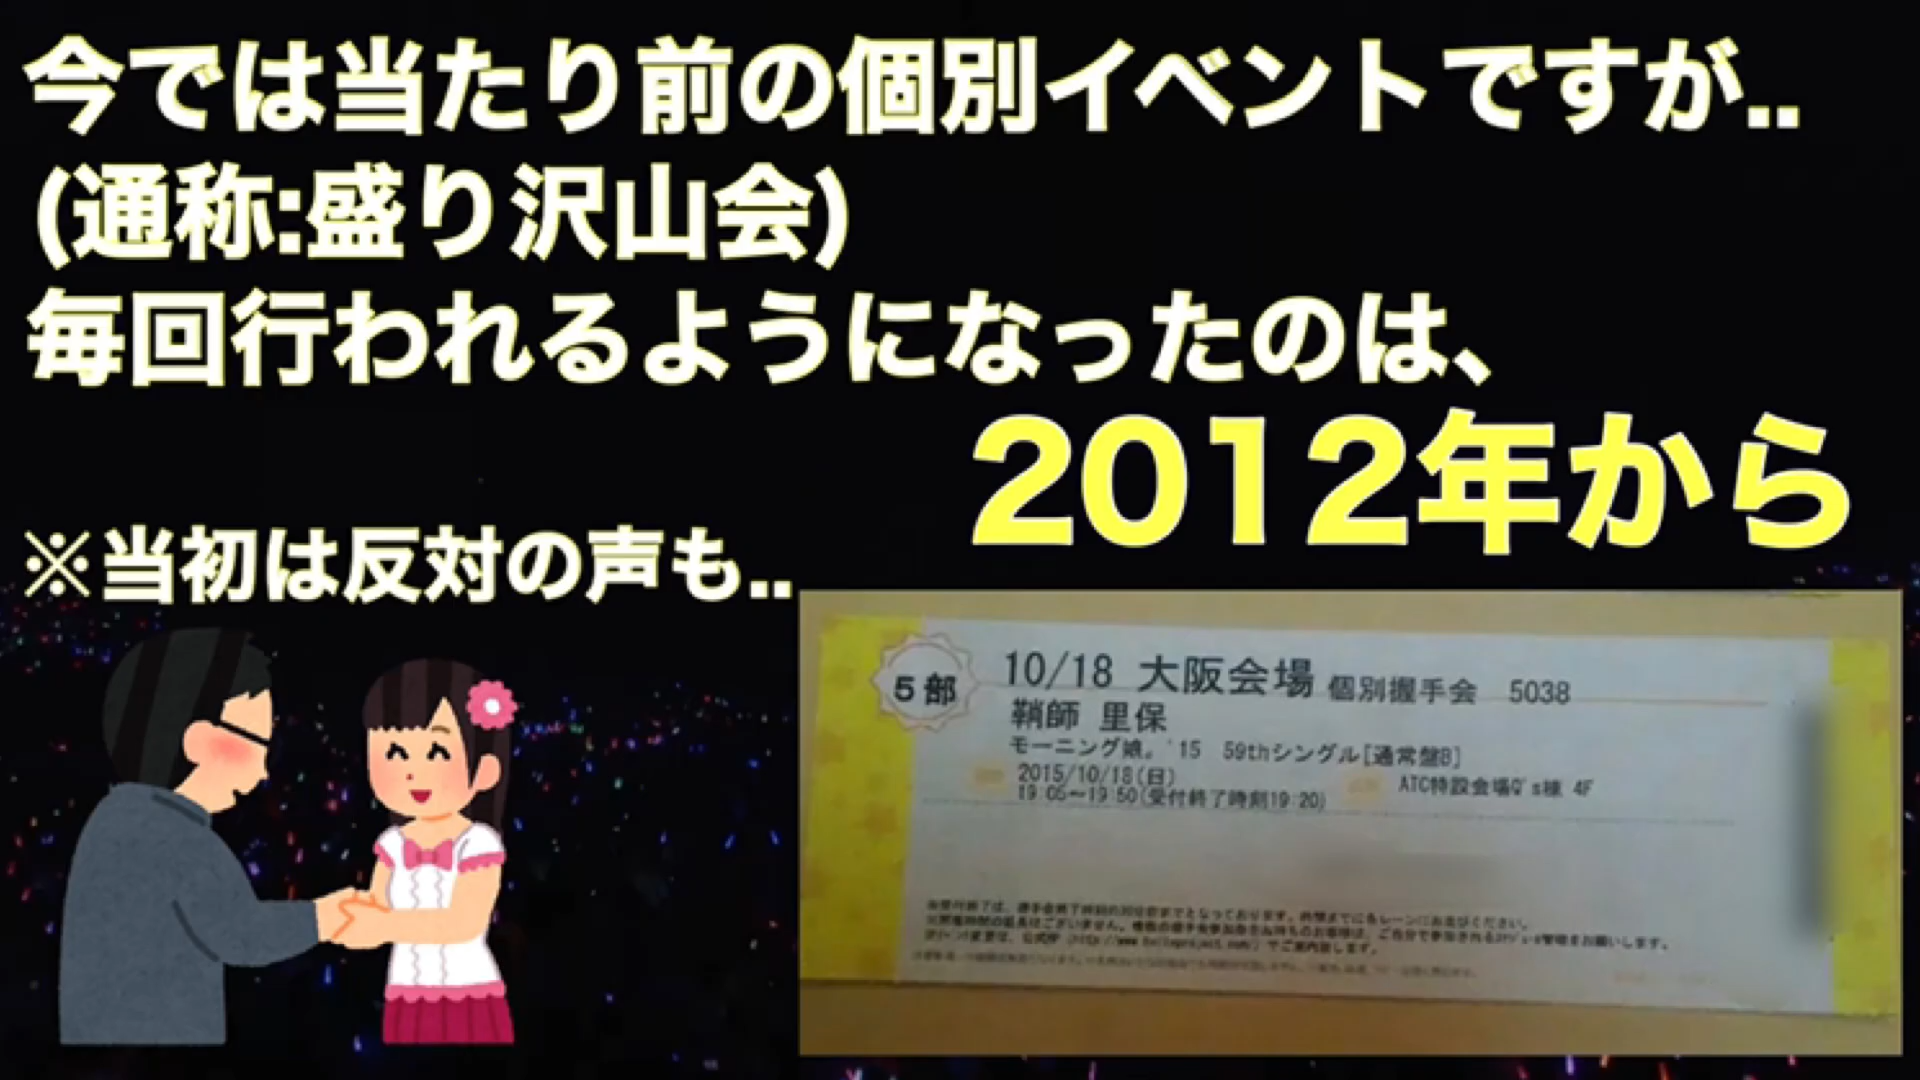 今では当たり前の個別イベントですが..
(通称:盛り沢山会)
毎回行われるようになったのは、
2012年から
※当初は反対の声も..
5部
10/18 大阪会場 個別握手会 5038
鞘師 里保
モーニング娘。'15 59thシングル[通常盤B]
2015/10/18(日)
19:05〜19:50(受付終了時刻19:20)
ATC特設会場Q's棟 4F